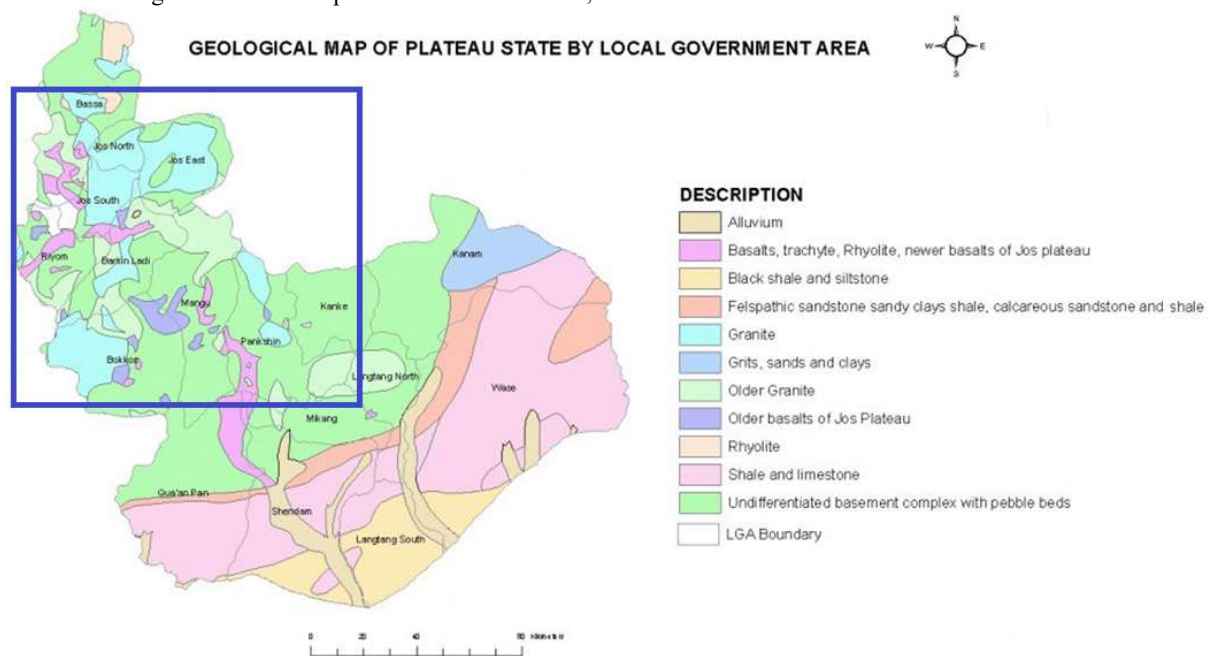 GEOLOGICAL MAP OF PLATEAU STATE BY LOCAL GOVERNMENT AREA
N
W
E
S
Bassa
Jos North
Jos East
Jos South
Riyom
Barkin Ladi
Mangu
Kanke
Kanam
Pankshin
Bokkos
Langtang North
Wase
Mikang
Qua'an Pan
Shendam
Langtang South
DESCRIPTION
Alluvium
Basalts, trachyte, Rhyolite, newer basalts of Jos plateau
Black shale and siltstone
Felspathic sandstone sandy clays shale, calcareous sandstone and shale
Granite
Grits, sands and clays
Older Granite
Older basalts of Jos Plateau
Rhyolite
Shale and limestone
Undifferentiated basement complex with pebble beds
LGA Boundary
0 20 40